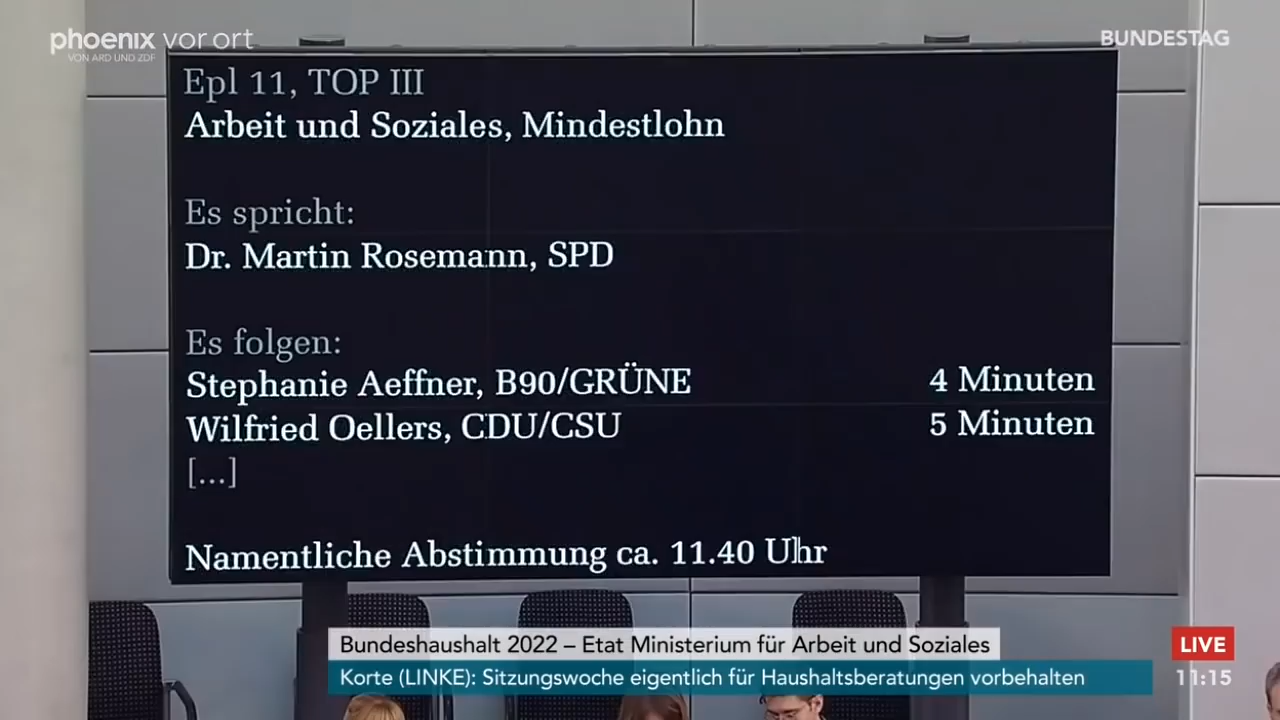 phoenix vor ort
VON ARD UND ZDF
BUNDESTAG
Epl 11, TOP III
Arbeit und Soziales, Mindestlohn
Es spricht:
Dr. Martin Rosemann, SPD
Es folgen:
Stephanie Aeffner, B90/GRÜNE 4 Minuten
Wilfried Oellers, CDU/CSU 5 Minuten
[...]
Namentliche Abstimmung ca. 11.40 Uhr
Bundeshaushalt 2022 – Etat Ministerium für Arbeit und Soziales
Korte (LINKE): Sitzungswoche eigentlich für Haushaltsberatungen vorbehalten
LIVE
11:15